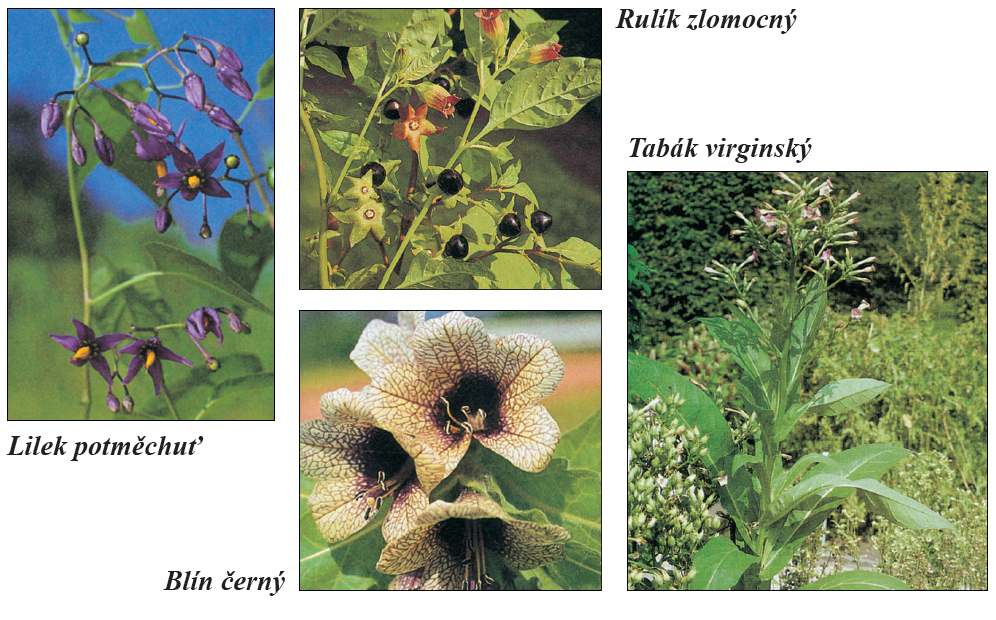 Rulík zlomocný
Tabák virginský
Lilek potměchuť
Blín černý